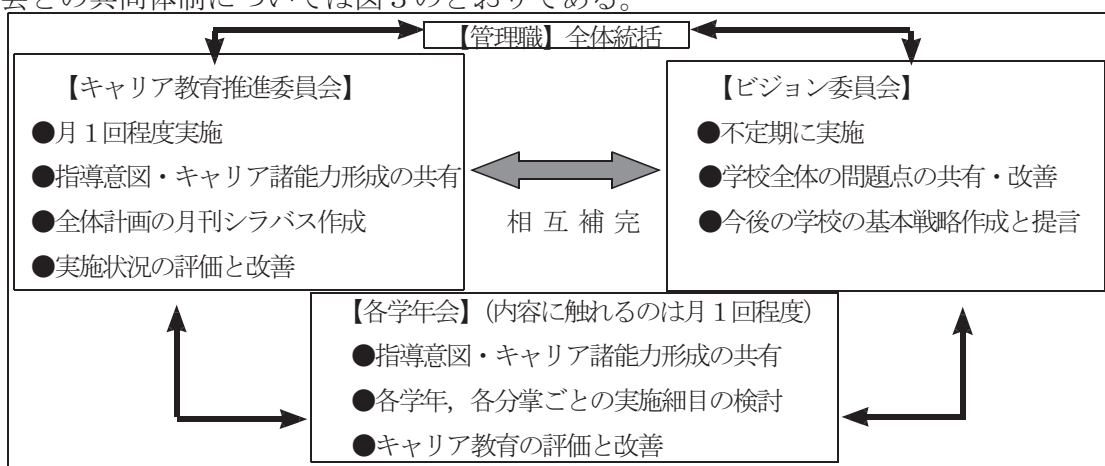 会との共同体制については図3のとおりである。
【管理職】全体統括
【キャリア教育推進委員会】
●月1回程度実施
●指導意図・キャリア諸能力形成の共有
●全体計画の月刊シラバス作成
●実施状況の評価と改善
相互補完
【ビジョン委員会】
●不定期に実施
●学校全体の問題点の共有・改善
●今後の学校の基本戦略作成と提言
【各学年会】(内容に触れるのは月1回程度)
●指導意図・キャリア諸能力形成の共有
●各学年，各分掌ごとの実施細目の検討
●キャリア教育の評価と改善